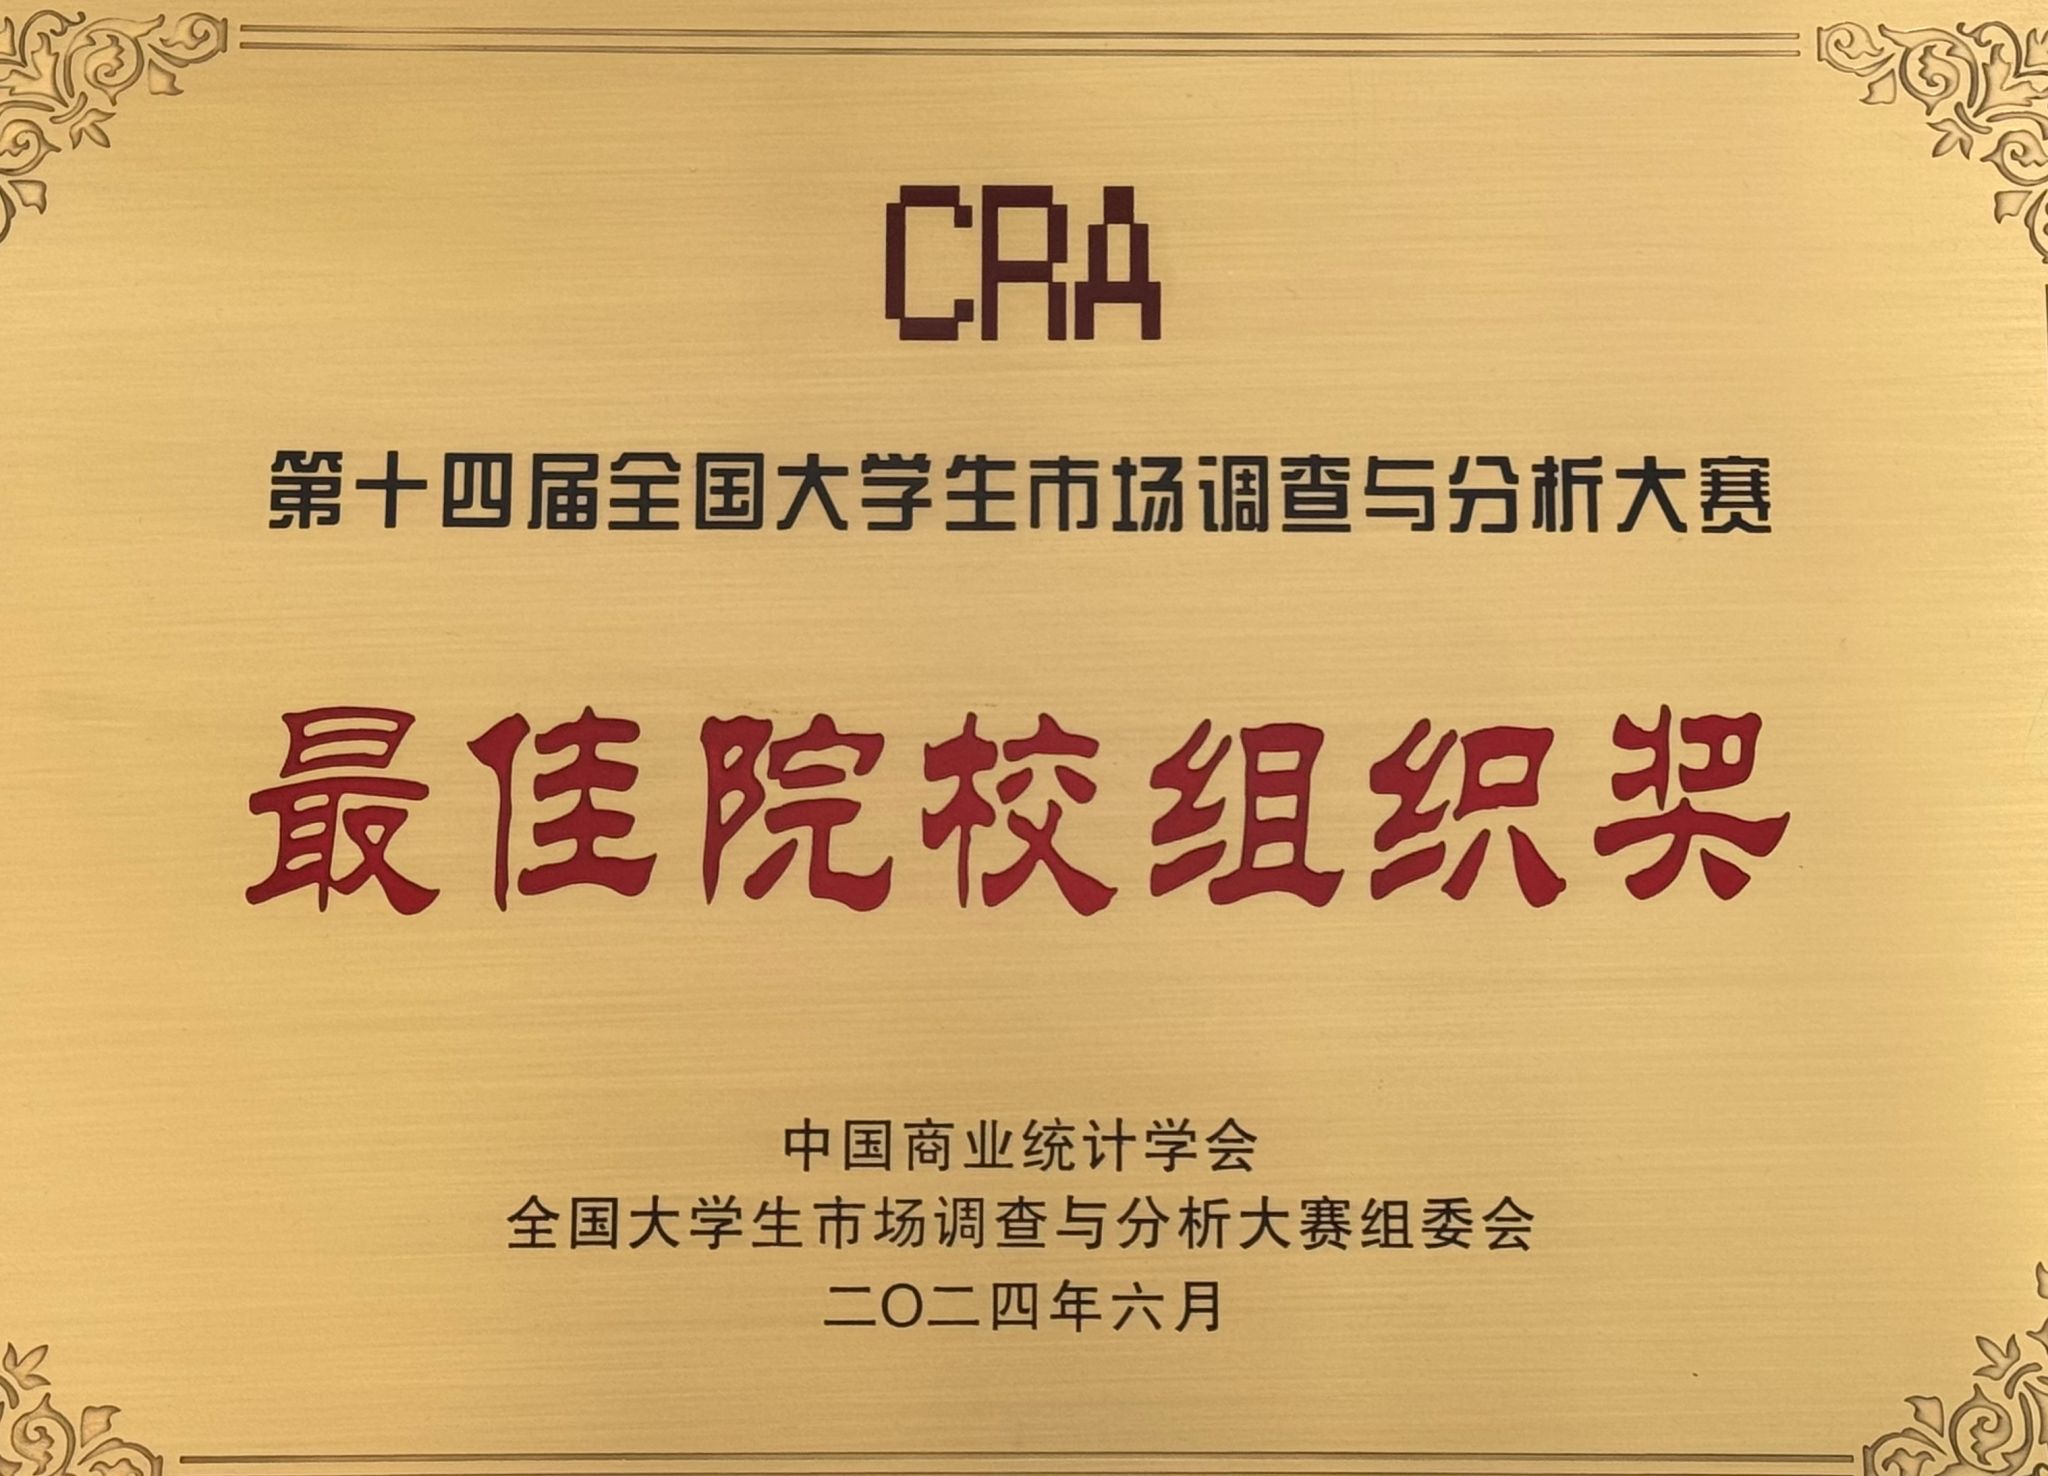 CRA
第十四届全国大学生市场调查与分析大赛
最佳院校组织奖
中国商业统计学会
全国大学生市场调查与分析大赛组委会
二〇二四年六月